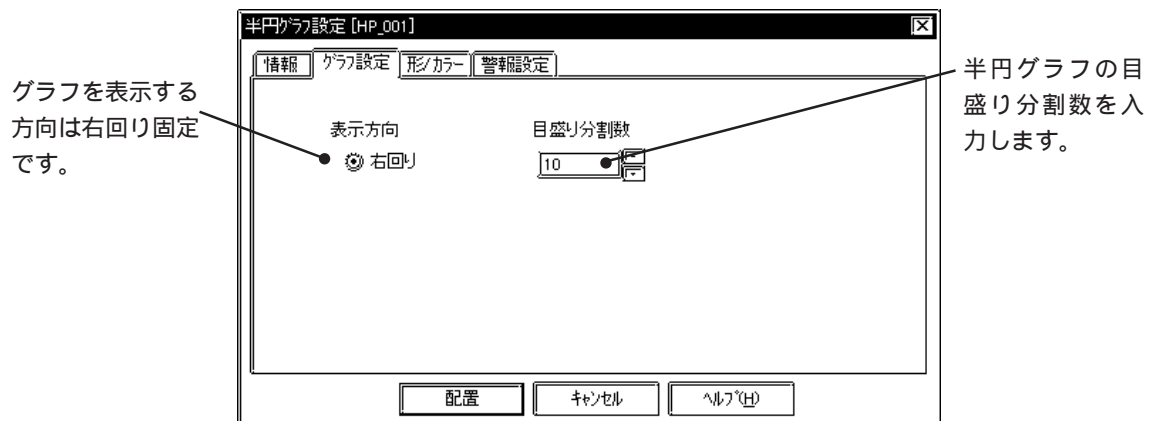 半円ｸﾞﾗﾌ設定 [HP_001]
情報 ｸﾞﾗﾌ設定 形/ｶﾗｰ 警報設定
グラフを表示する
方向は右回り固定
です。
表示方向
右回り
目盛り分割数
10
半円グラフの目
盛り分割数を入
力します。
配置 ｷｬﾝｾﾙ ﾍﾙﾌﾟ(H)